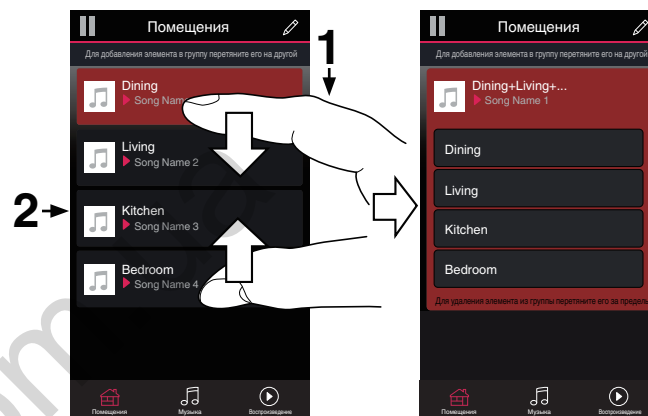 Помещения
Для добавления элемента в группу перетяните его на другой
Dining
Song Nam
Living
Song Name 2
Kitchen
Song Name 3
Bedroom
Song Name 4
Помещения
Музыка
Воспроизведение
1
2
Помещения
Для добавления элемента в группу перетяните его на другой
Dining+Living+...
Song Name 1
Dining
Living
Kitchen
Bedroom
Для удаления элемента из группы перетяните его за пределы
Помещения
Музыка
Воспроизведение